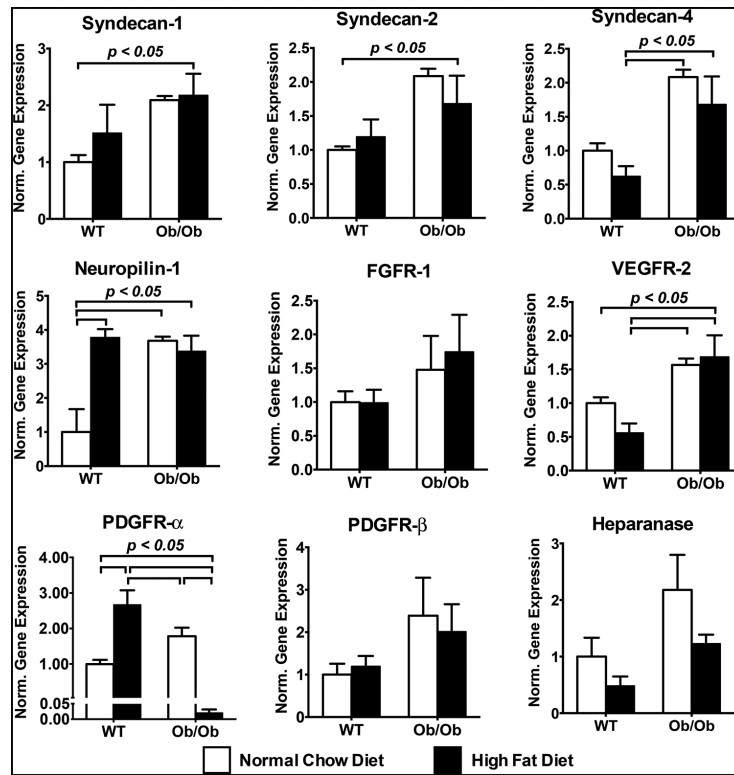 Syndecan-1
Norm. Gene Expression
3
2
1
0
p < 0.05
WT
Ob/Ob
Syndecan-2
Norm. Gene Expression
2.5
2.0
1.5
1.0
0.5
0.0
p < 0.05
WT
Ob/Ob
Syndecan-4
Norm. Gene Expression
2.5
2.0
1.5
1.0
0.5
0.0
p < 0.05
WT
Ob/Ob
Neuropilin-1
Norm. Gene Expression
5
4
3
2
1
0
p < 0.05
WT
Ob/Ob
FGFR-1
Norm. Gene Expression
2.5
2.0
1.5
1.0
0.5
0.0
WT
Ob/Ob
VEGFR-2
Norm. Gene Expression
2.5
2.0
1.5
1.0
0.5
0.0
p < 0.05
WT
Ob/Ob
PDGFR-α
Norm. Gene Expression
4.00
3.00
2.00
1.00
0.05
0.00
p < 0.05
WT
Ob/Ob
PDGFR-β
Norm. Gene Expression
4
3
2
1
0
WT
Ob/Ob
Heparanase
Norm. Gene Expression
3
2
1
0
WT
Ob/Ob
Normal Chow Diet
High Fat Diet